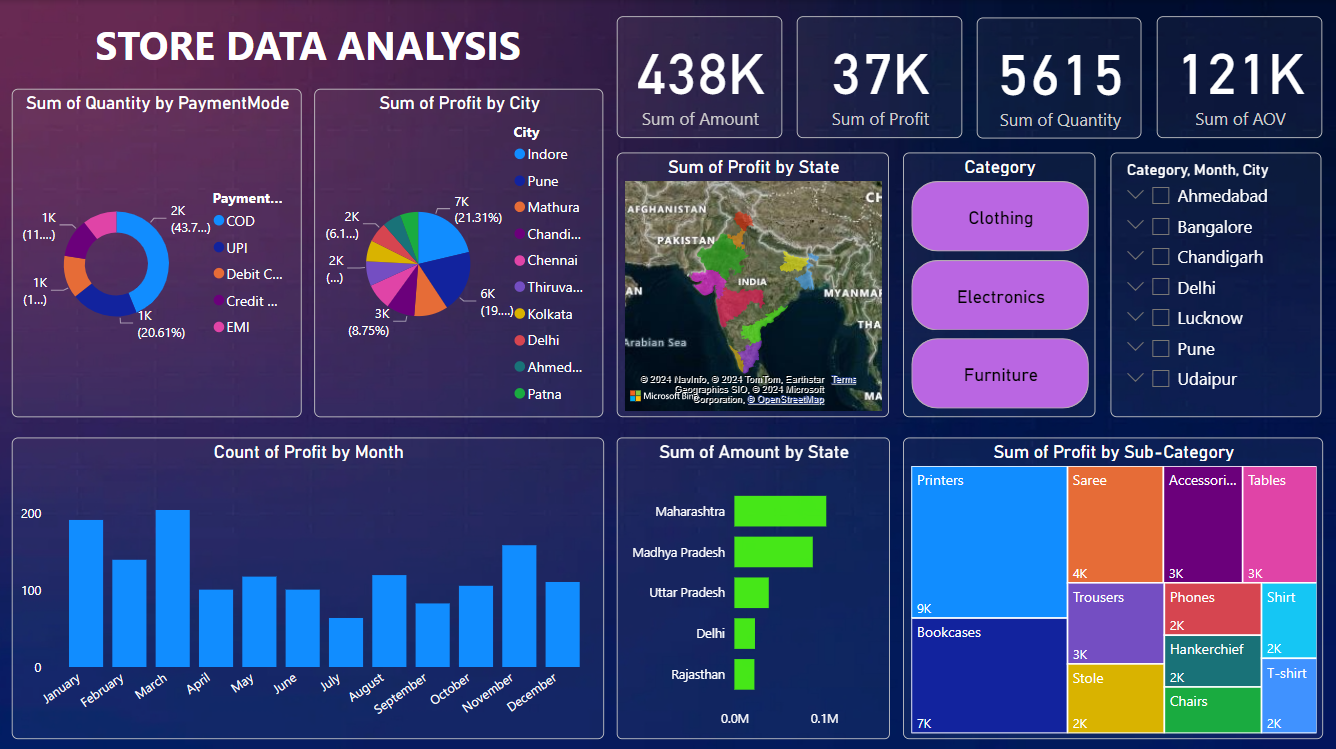 STORE DATA ANALYSIS
438K
Sum of Amount
37K
Sum of Profit
5615
Sum of Quantity
121K
Sum of AOV
Sum of Quantity by PaymentMode
2K
(43.7...)
1K
(20.61%)
1K
(1...)
1K
(11....)
Payment...
COD
UPI
Debit C...
Credit ...
EMI
Sum of Profit by City
7K
(21.31%)
6K
(19....)
3K
(8.75%)
2K
(...)
2K
(6.1...)
City
Indore
Pune
Mathura
Chandi...
Chennai
Thiruva...
Kolkata
Delhi
Ahmed...
Patna
Sum of Profit by State
AFGHANISTAN
CH
PAKISTAN
AN
INDIA
MYANMAR
THA
Arabian Sea
MA
© 2024 NavInfo, © 2024 TomTom, Earthstar
Geographics SIO, © 2024 Microsoft
Corporation, © OpenStreetMap
Terms
Microsoft Bing
Category
Clothing
Electronics
Furniture
Category, Month, City
Ahmedabad
Bangalore
Chandigarh
Delhi
Lucknow
Pune
Udaipur
Count of Profit by Month
200
100
0
January
February
March
April
May
June
July
August
September
October
November
December
Sum of Amount by State
Maharashtra
Madhya Pradesh
Uttar Pradesh
Delhi
Rajasthan
0.0M
0.1M
Sum of Profit by Sub-Category
Printers
9K
Bookcases
7K
Saree
4K
Trousers
3K
Stole
2K
Accessori...
3K
Tables
3K
Phones
2K
Hankerchief
2K
Chairs
Shirt
2K
T-shirt
2K